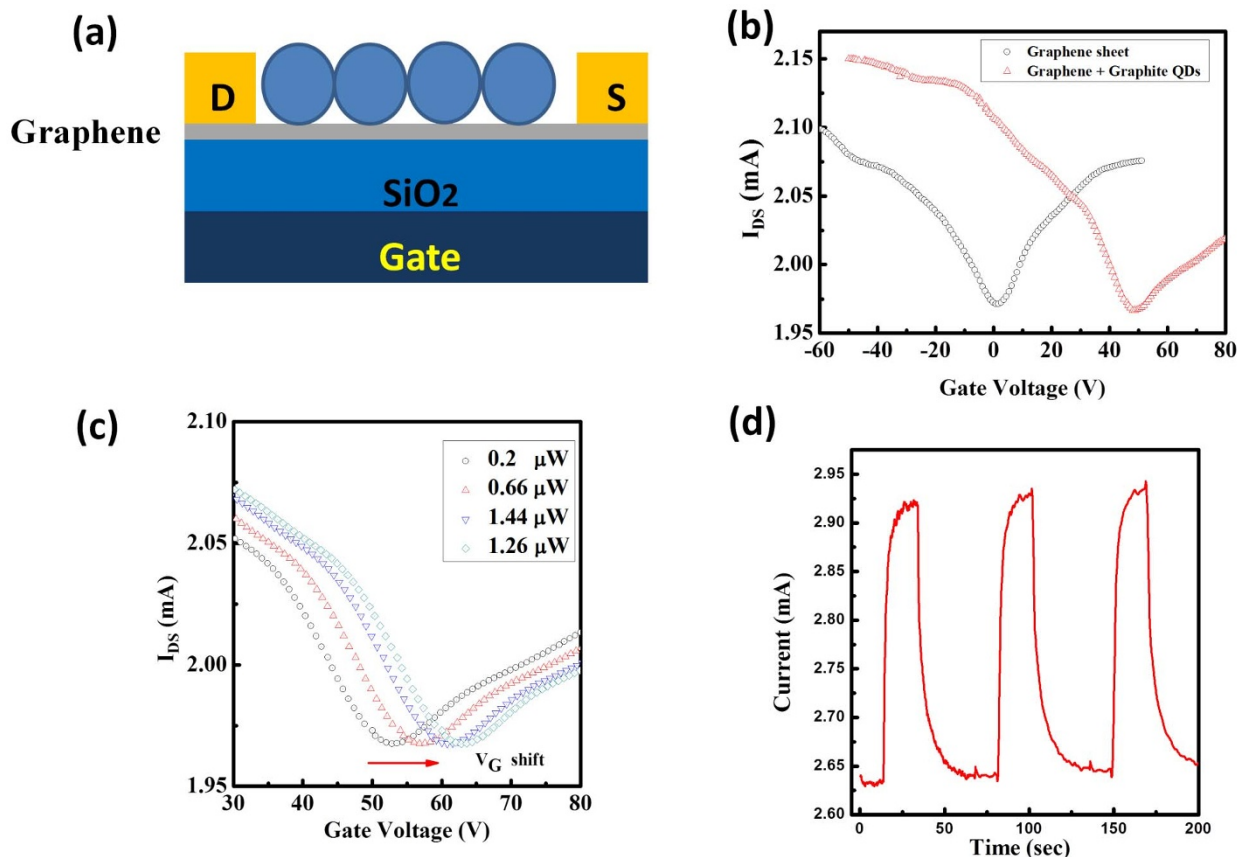 (a)
D
S
Graphene
SiO2
Gate
(b)
Graphene sheet
Graphene + Graphite QDs
2.15
2.10
2.05
2.00
1.95
IDS (mA)
-60 -40 -20 0 20 40 60 80
Gate Voltage (V)
(c)
0.2 μW
0.66 μW
1.44 μW
1.26 μW
2.10
2.05
2.00
1.95
IDS (mA)
VG shift
30 40 50 60 70 80
Gate Voltage (V)
(d)
2.95
2.90
2.85
2.80
2.75
2.70
2.65
2.60
Current (mA)
0 50 100 150 200
Time (sec)